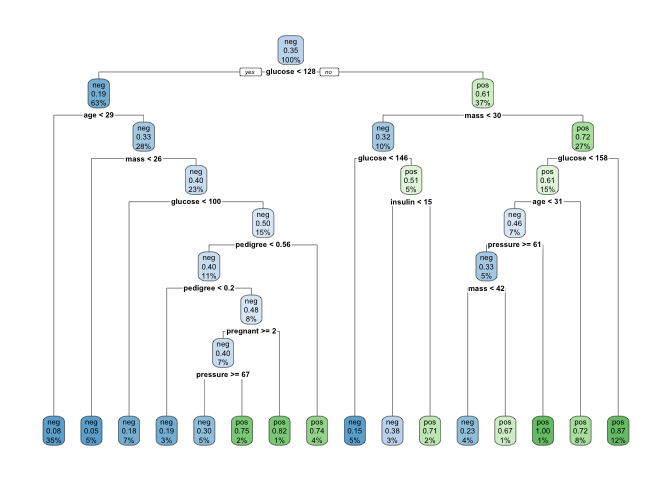 neg
0.35
100%
yes glucose < 128 no
neg
0.19
63%
pos
0.61
37%
age < 29
mass < 30
neg
0.33
28%
neg
0.32
10%
pos
0.72
27%
mass < 26
glucose < 146
glucose < 158
neg
0.40
23%
pos
0.51
5%
pos
0.61
15%
glucose < 100
insulin < 15
age < 31
neg
0.50
15%
neg
0.46
7%
pedigree < 0.56
pressure >= 61
neg
0.40
11%
neg
0.33
5%
pedigree < 0.2
mass < 42
neg
0.48
8%
pregnant >= 2
neg
0.40
7%
pressure >= 67
neg neg neg neg neg pos pos pos neg neg pos neg pos pos pos pos
0.08 0.05 0.18 0.19 0.30 0.75 0.82 0.74 0.15 0.38 0.71 0.23 0.67 1.00 0.72 0.87
35% 5% 7% 3% 5% 2% 1% 4% 5% 3% 2% 4% 1% 1% 8% 12%